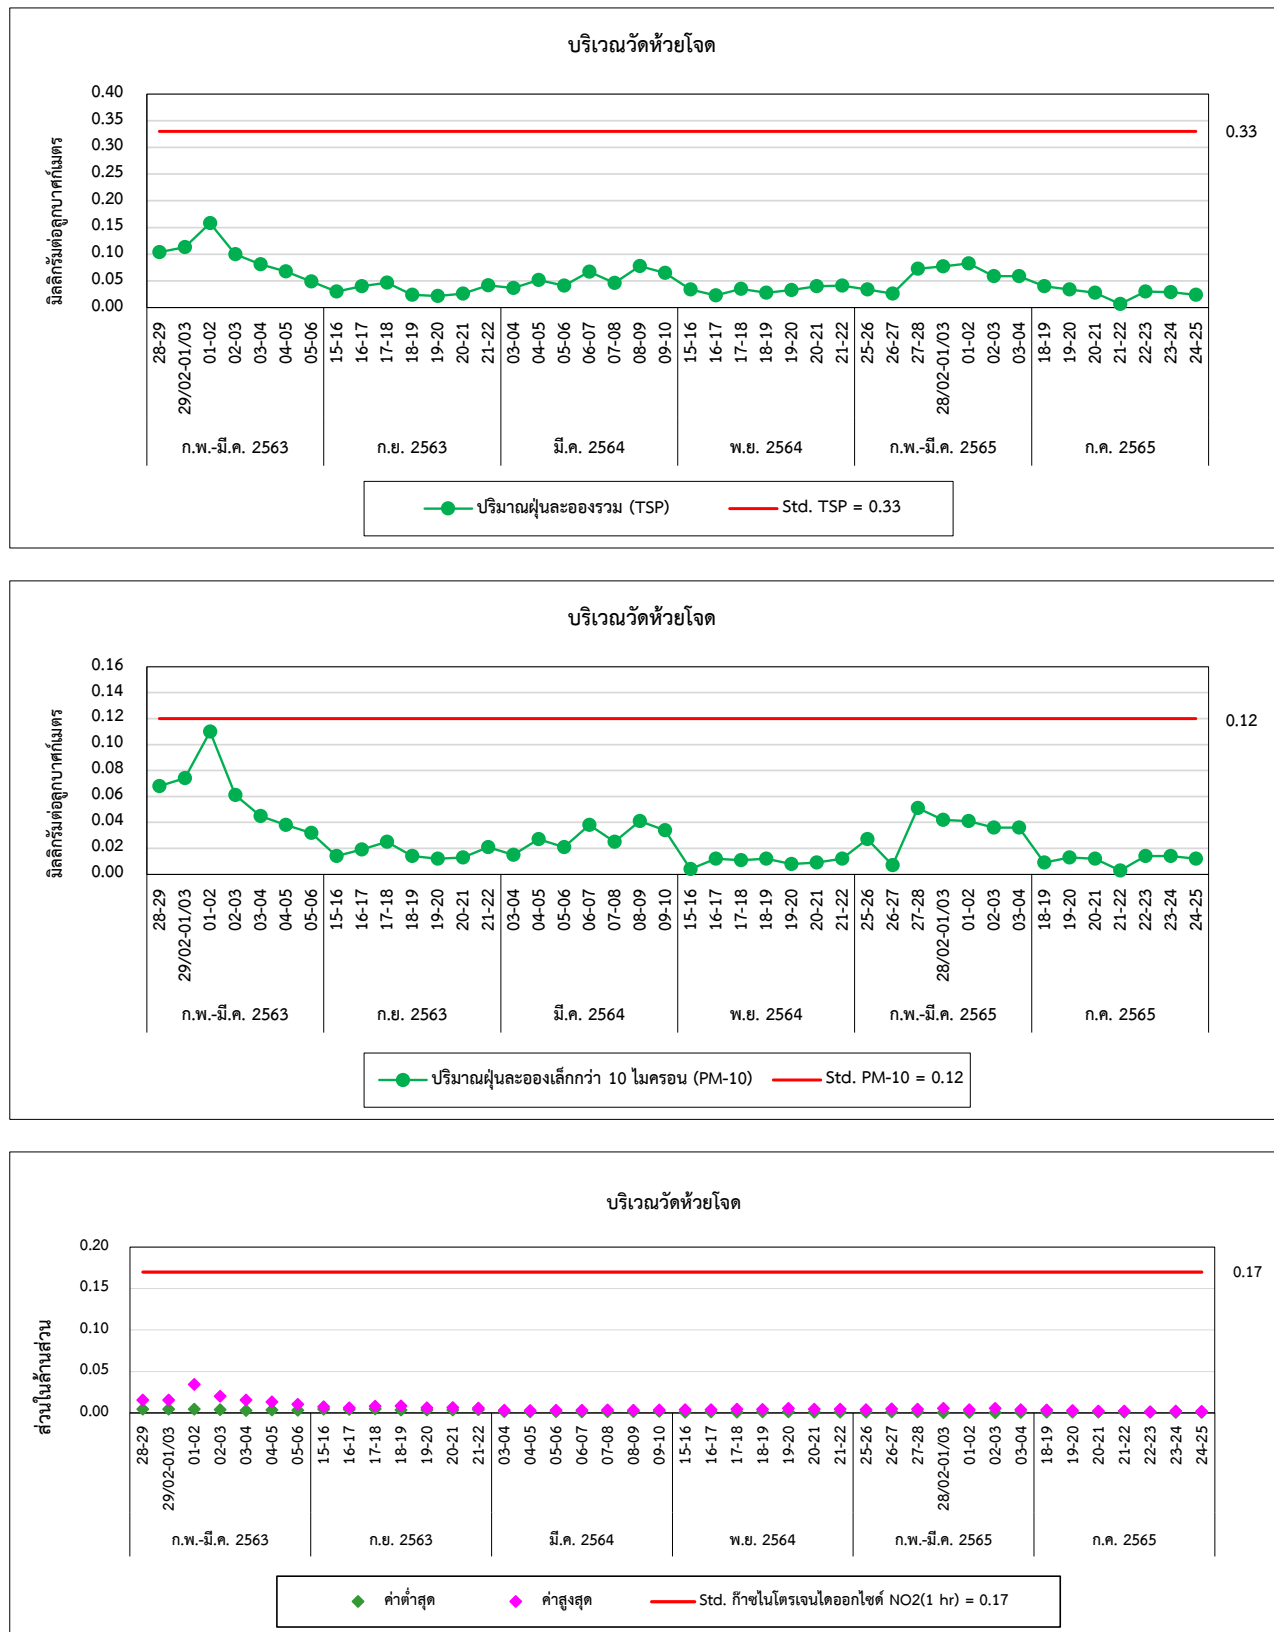 บริเวณวัดห้วยโจด
มิลลิกรัมต่อลูกบาศก์เมตร
0.40
0.35
0.30
0.25
0.20
0.15
0.10
0.05
0.00
0.33
28-29 29/02-01/03 01-02 02-03 03-04 04-05 05-06 15-16 16-17 17-18 18-19 19-20 20-21 21-22 03-04 04-05 05-06 06-07 07-08 08-09 09-10 15-16 16-17 17-18 18-19 19-20 20-21 21-22 25-26 26-27 27-28 28/02-01/03 01-02 02-03 03-04 18-19 19-20 20-21 21-22 22-23 23-24 24-25
ก.พ.-มี.ค. 2563 ก.ย. 2563 มี.ค. 2564 พ.ย. 2564 ก.พ.-มี.ค. 2565 ก.ค. 2565
ปริมาณฝุ่นละอองรวม (TSP) Std. TSP = 0.33
บริเวณวัดห้วยโจด
มิลลิกรัมต่อลูกบาศก์เมตร
0.16
0.14
0.12
0.10
0.08
0.06
0.04
0.02
0.00
0.12
28-29 29/02-01/03 01-02 02-03 03-04 04-05 05-06 15-16 16-17 17-18 18-19 19-20 20-21 21-22 03-04 04-05 05-06 06-07 07-08 08-09 09-10 15-16 16-17 17-18 18-19 19-20 20-21 21-22 25-26 26-27 27-28 28/02-01/03 01-02 02-03 03-04 18-19 19-20 20-21 21-22 22-23 23-24 24-25
ก.พ.-มี.ค. 2563 ก.ย. 2563 มี.ค. 2564 พ.ย. 2564 ก.พ.-มี.ค. 2565 ก.ค. 2565
ปริมาณฝุ่นละอองเล็กกว่า 10 ไมครอน (PM-10) Std. PM-10 = 0.12
บริเวณวัดห้วยโจด
ส่วนในล้านส่วน
0.20
0.15
0.10
0.05
0.00
0.17
28-29 29/02-01/03 01-02 02-03 03-04 04-05 05-06 15-16 16-17 17-18 18-19 19-20 20-21 21-22 03-04 04-05 05-06 06-07 07-08 08-09 09-10 15-16 16-17 17-18 18-19 19-20 20-21 21-22 25-26 26-27 27-28 28/02-01/03 01-02 02-03 03-04 18-19 19-20 20-21 21-22 22-23 23-24 24-25
ก.พ.-มี.ค. 2563 ก.ย. 2563 มี.ค. 2564 พ.ย. 2564 ก.พ.-มี.ค. 2565 ก.ค. 2565
ค่าต่ำสุด ค่าสูงสุด Std. ก๊าซไนโตรเจนไดออกไซด์ NO2(1 hr) = 0.17